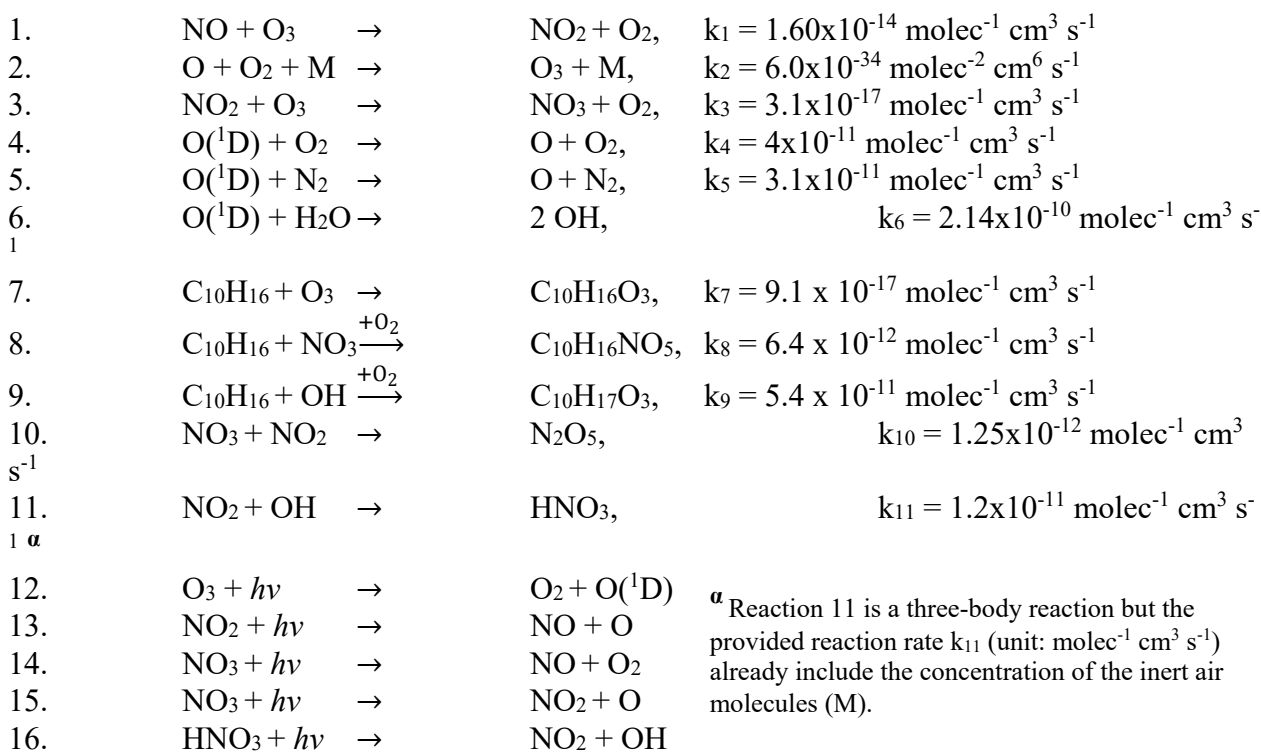 1. NO + O₃ → NO₂ + O₂, k₁ = 1.60x10⁻¹⁴ molec⁻¹ cm³ s⁻¹
2. O + O₂ + M → O₃ + M, k₂ = 6.0x10⁻³⁴ molec⁻² cm⁶ s⁻¹
3. NO₂ + O₃ → NO₃ + O₂, k₃ = 3.1x10⁻¹⁷ molec⁻¹ cm³ s⁻¹
4. O(¹D) + O₂ → O + O₂, k₄ = 4x10⁻¹¹ molec⁻¹ cm³ s⁻¹
5. O(¹D) + N₂ → O + N₂, k₅ = 3.1x10⁻¹¹ molec⁻¹ cm³ s⁻¹
6. O(¹D) + H₂O → 2 OH, k₆ = 2.14x10⁻¹⁰ molec⁻¹ cm³ s⁻
¹
7. C₁₀H₁₆ + O₃ → C₁₀H₁₆O₃, k₇ = 9.1 x 10⁻¹⁷ molec⁻¹ cm³ s⁻¹
8. C₁₀H₁₆ + NO₃ +O₂→ C₁₀H₁₆NO₅, k₈ = 6.4 x 10⁻¹² molec⁻¹ cm³ s⁻¹
9. C₁₀H₁₆ + OH +O₂→ C₁₀H₁₇O₃, k₉ = 5.4 x 10⁻¹¹ molec⁻¹ cm³ s⁻¹
10. NO₃ + NO₂ → N₂O₅, k₁₀ = 1.25x10⁻¹² molec⁻¹ cm³
s⁻¹
11. NO₂ + OH → HNO₃, k₁₁ = 1.2x10⁻¹¹ molec⁻¹ cm³ s⁻
¹ α
12. O₃ + hv → O₂ + O(¹D)
13. NO₂ + hv → NO + O
14. NO₃ + hv → NO + O₂
15. NO₃ + hv → NO₂ + O
16. HNO₃ + hv → NO₂ + OH
α Reaction 11 is a three-body reaction but the
provided reaction rate k₁₁ (unit: molec⁻¹ cm³ s⁻¹)
already include the concentration of the inert air
molecules (M).